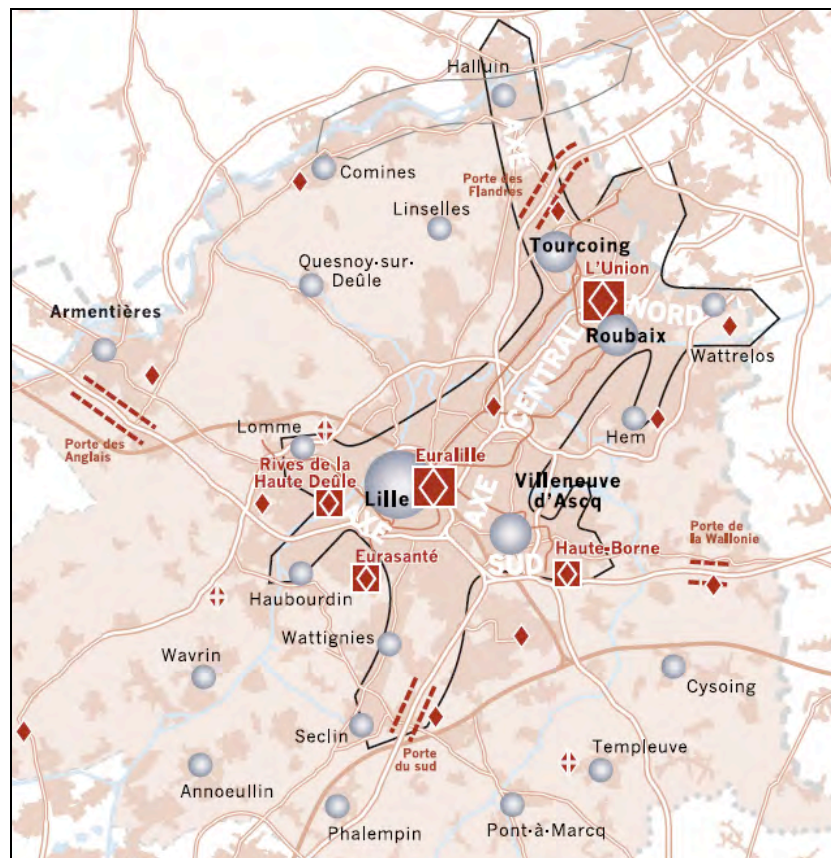 Halluin
AXE
Comines
Porte des
Flandres
Linselles
Tourcoing
L'Union
Quesnoy·sur·
Deûle
NORD
Armentières
Roubaix
Wattrelos
CENTRAL
Porte des
Anglais
Lomme
Hem
Rives de la
Haute Deûle
Euralille
Villeneuve
d'Ascq
Lille
AXE
AXE
Porte de
la Wallonie
Eurasanté
SUD
Haute-Borne
Haubourdin
Wattignies
Wavrin
Cysoing
Seclin
Porte
du sud
Templeuve
Annoeullin
Phalempin
Pont·à·Marcq